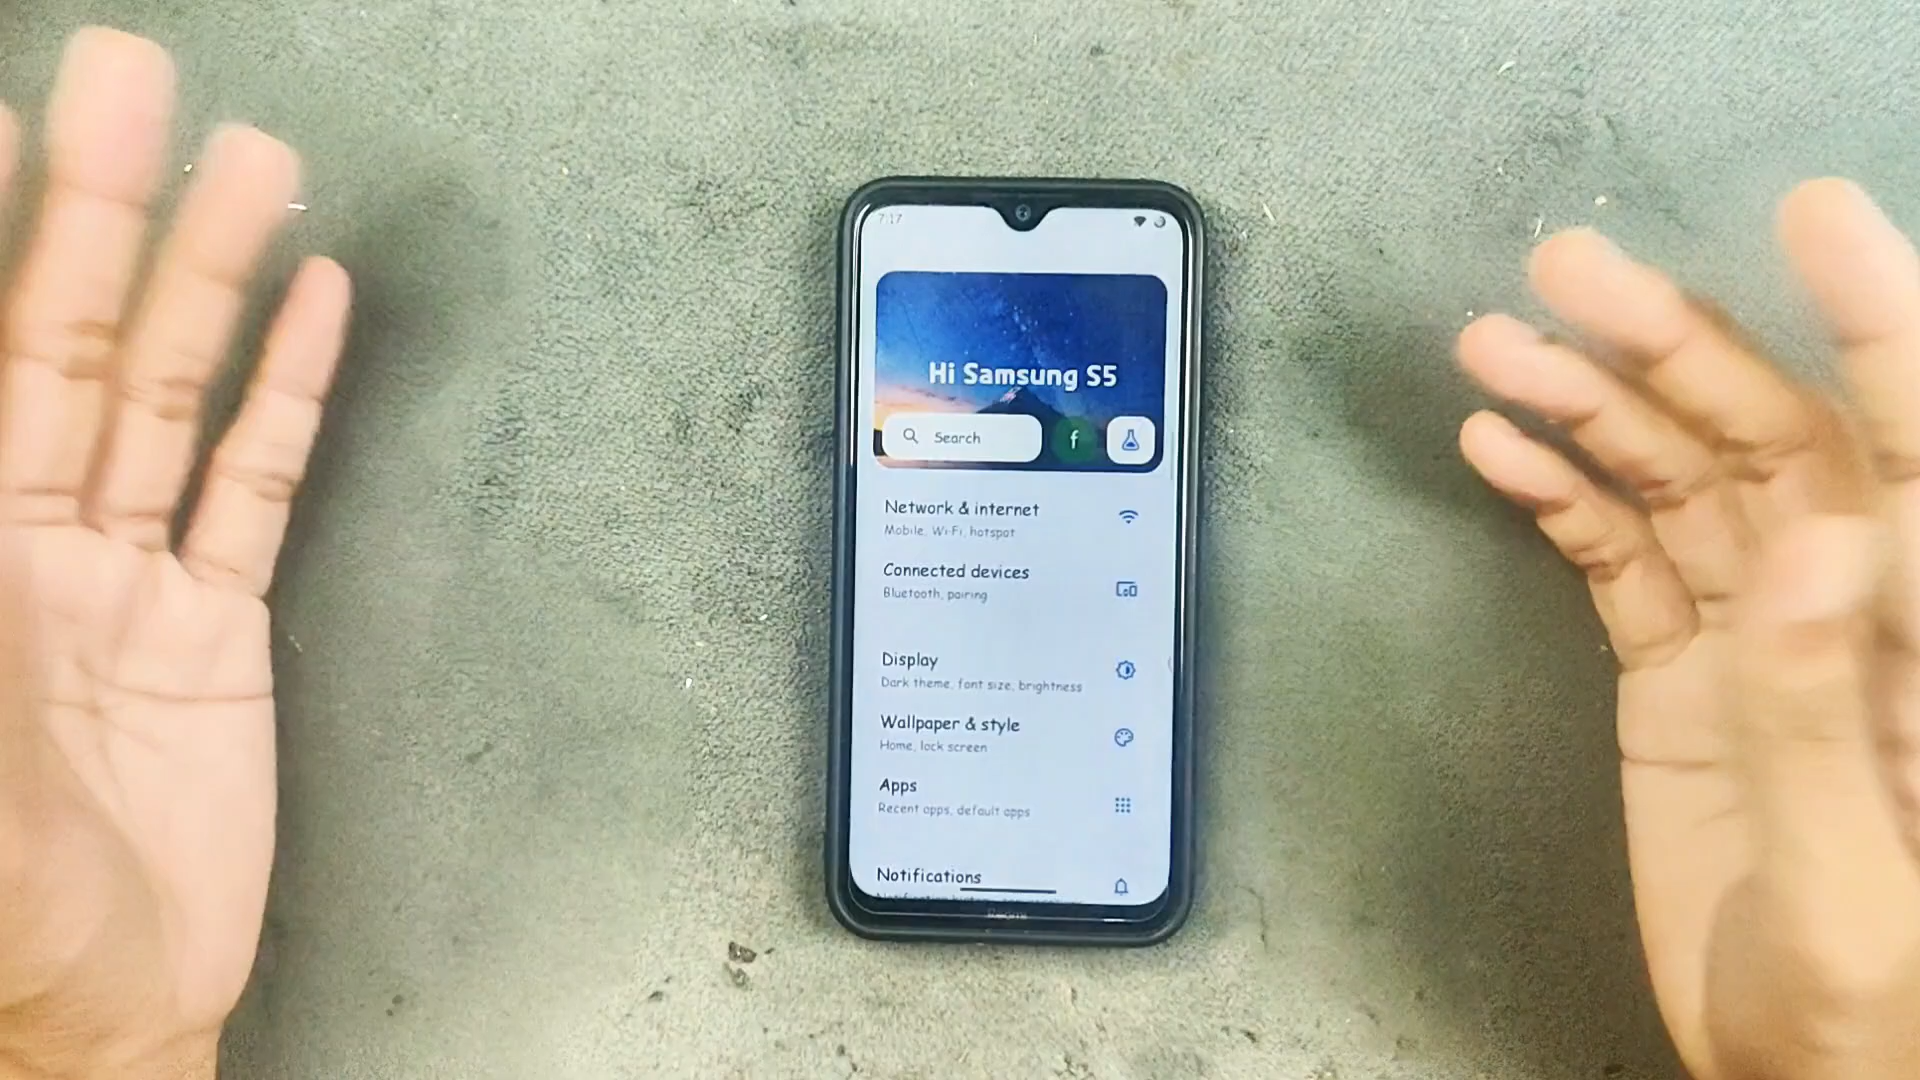 7:17
Hi Samsung S5
Search
f
Network & internet
Mobile, Wi-Fi, hotspot
Connected devices
Bluetooth, pairing
Display
Dark theme, font size, brightness
Wallpaper & style
Home, lock screen
Apps
Recent apps, default apps
Notifications